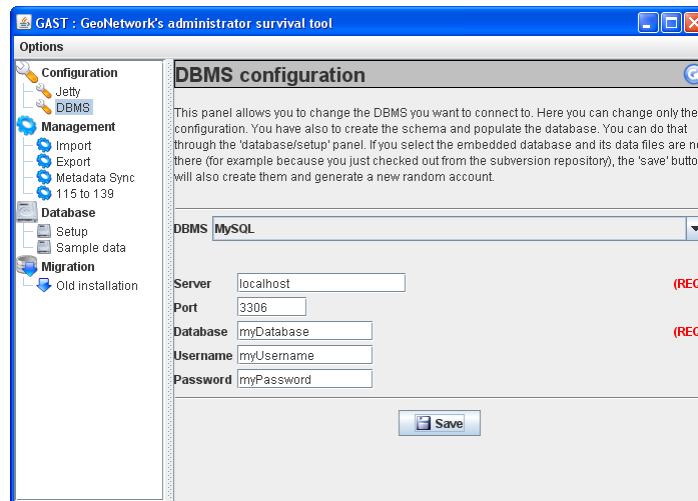 GAST : GeoNetwork's administrator survival tool
Options
Configuration
Jetty
DBMS
Management
Import
Export
Metadata Sync
115 to 139
Database
Setup
Sample data
Migration
Old installation
DBMS configuration
This panel allows you to change the DBMS you want to connect to. Here you can change only the
configuration. You have also to create the schema and populate the database. You can do that
through the 'database/setup' panel. If you select the embedded database and its data files are no
there (for example because you just checked out from the subversion repository), the 'save' butto
will also create them and generate a new random account.
DBMS MySQL
Server localhost (REQ
Port 3306
Database myDatabase (REQ
Username myUsername
Password myPassword
Save